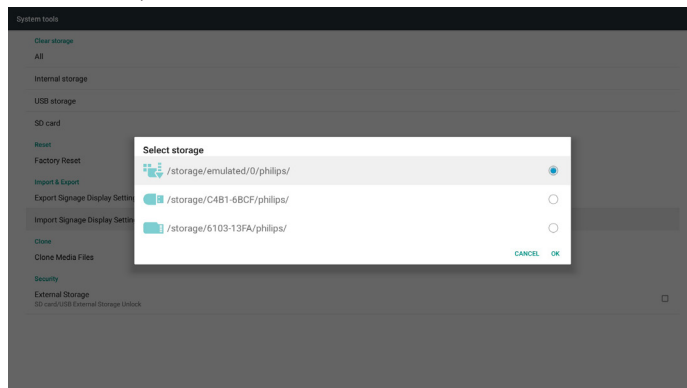 System tools
Clear storage
All
Internal storage
USB storage
SD card
Reset
Factory Reset
Import & Export
Export Signage Display Settin
Import Signage Display Settin
Clone
Clone Media Files
Security
External Storage
SD card/USB External Storage Unlock
Select storage
/storage/emulated/0/philips/
/storage/C4B1-6BCF/philips/
/storage/6103-13FA/philips/
CANCEL OK